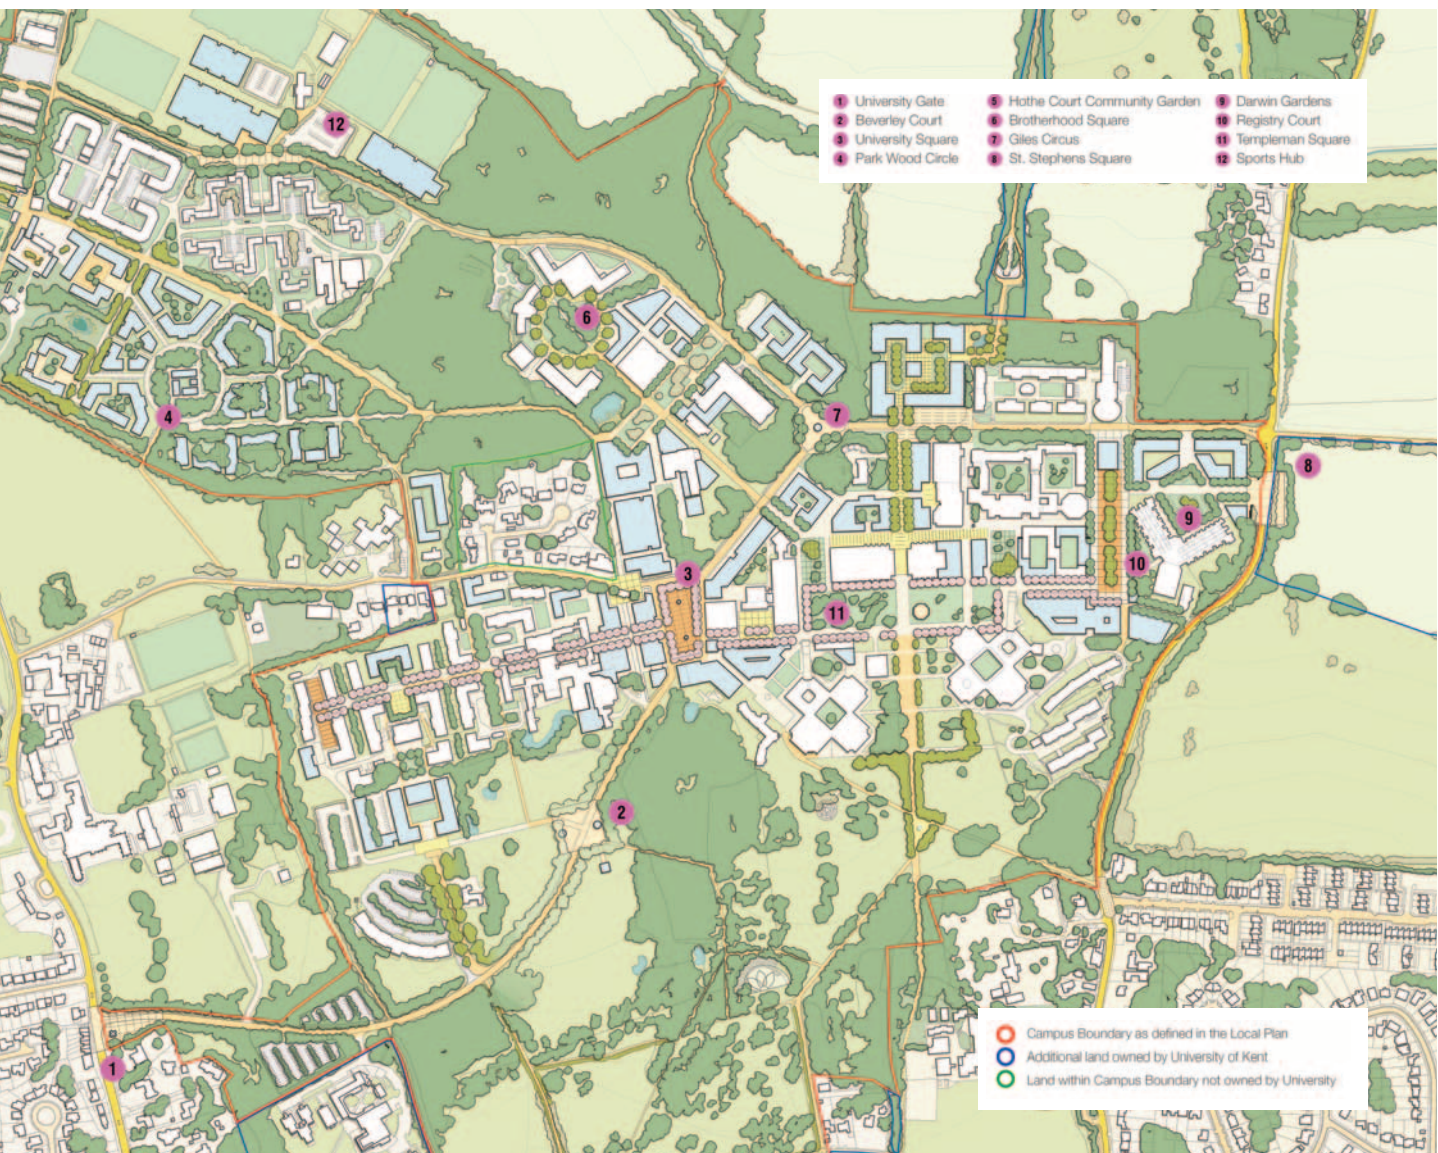 1 University Gate
2 Beverley Court
3 University Square
4 Park Wood Circle
5 Hothe Court Community Garden
6 Brotherhood Square
7 Giles Circus
8 St. Stephens Square
9 Darwin Gardens
10 Registry Court
11 Templeman Square
12 Sports Hub
12
6
4
7
8
9
10
3
11
2
1
Campus Boundary as defined in the Local Plan
Additional land owned by University of Kent
Land within Campus Boundary not owned by University